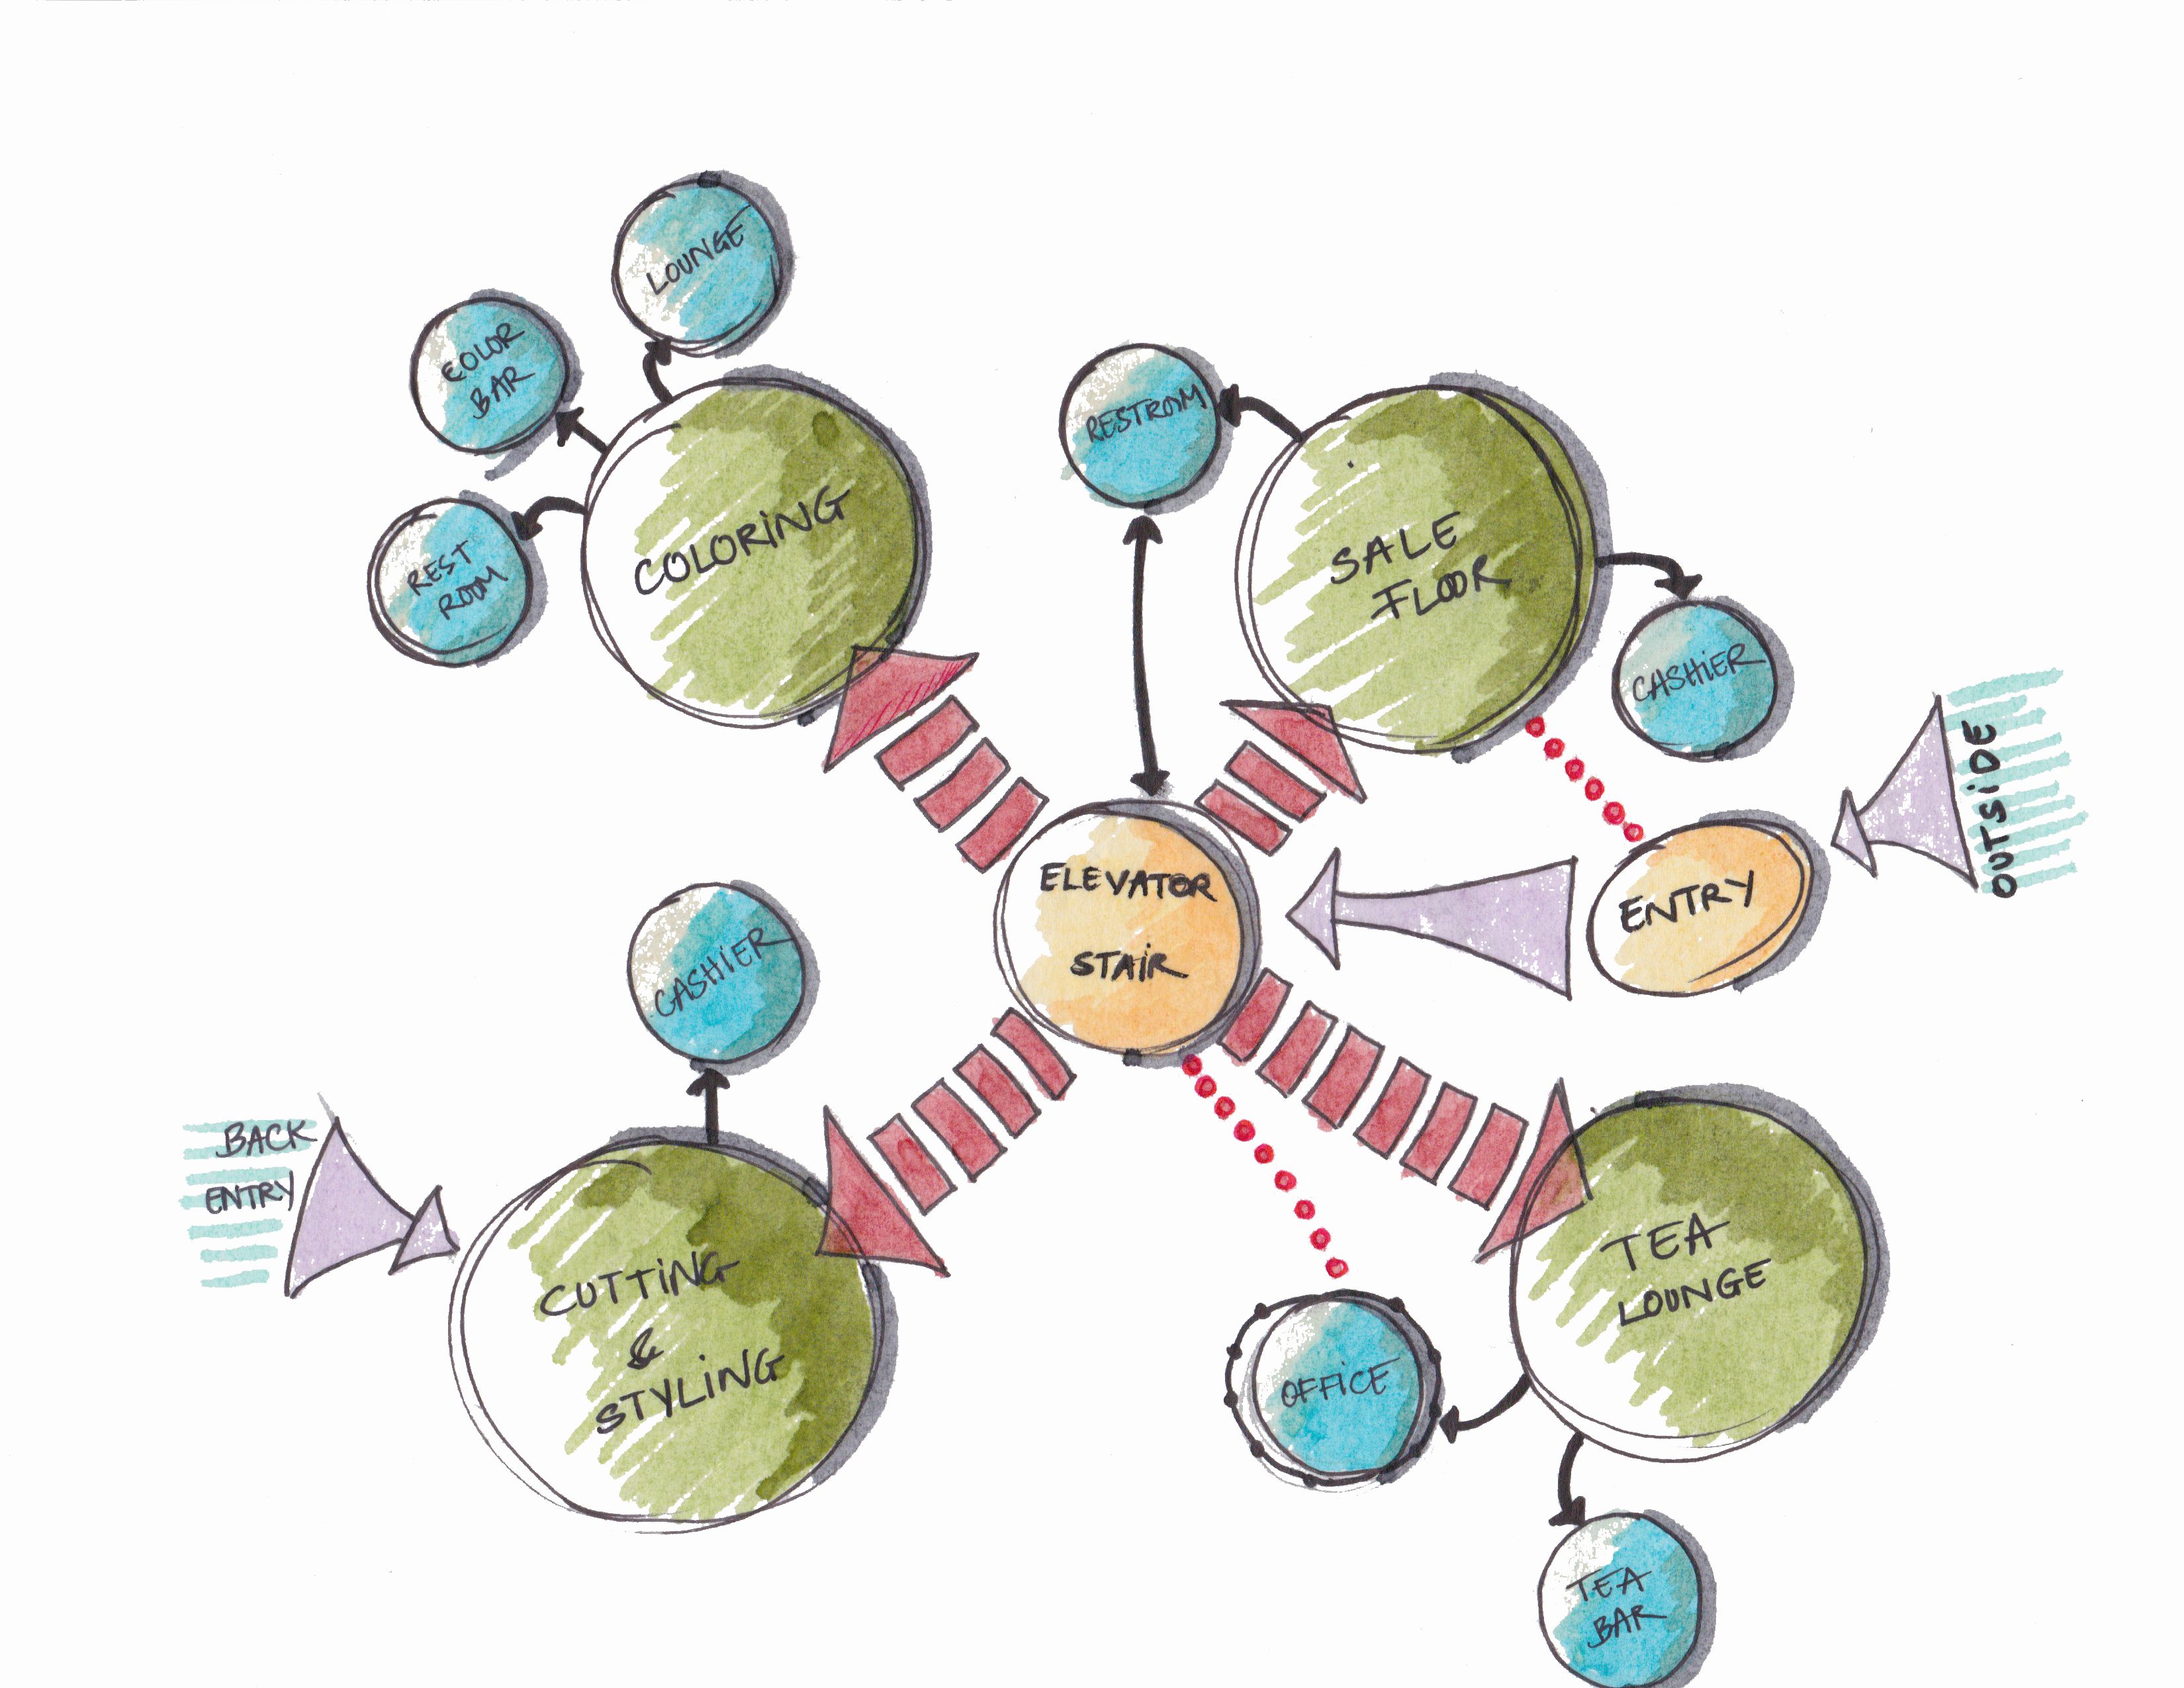 LOUNGE
COLOR
BAR
REST
ROOM
COLORING
RESTROOM
SALE
FLOOR
CASHIER
OUTSIDE
ENTRY
ELEVATOR
STAIR
CASHIER
BACK
ENTRY
CUTTING
&
STYLING
TEA
LOUNGE
OFFICE
TEA
BAR